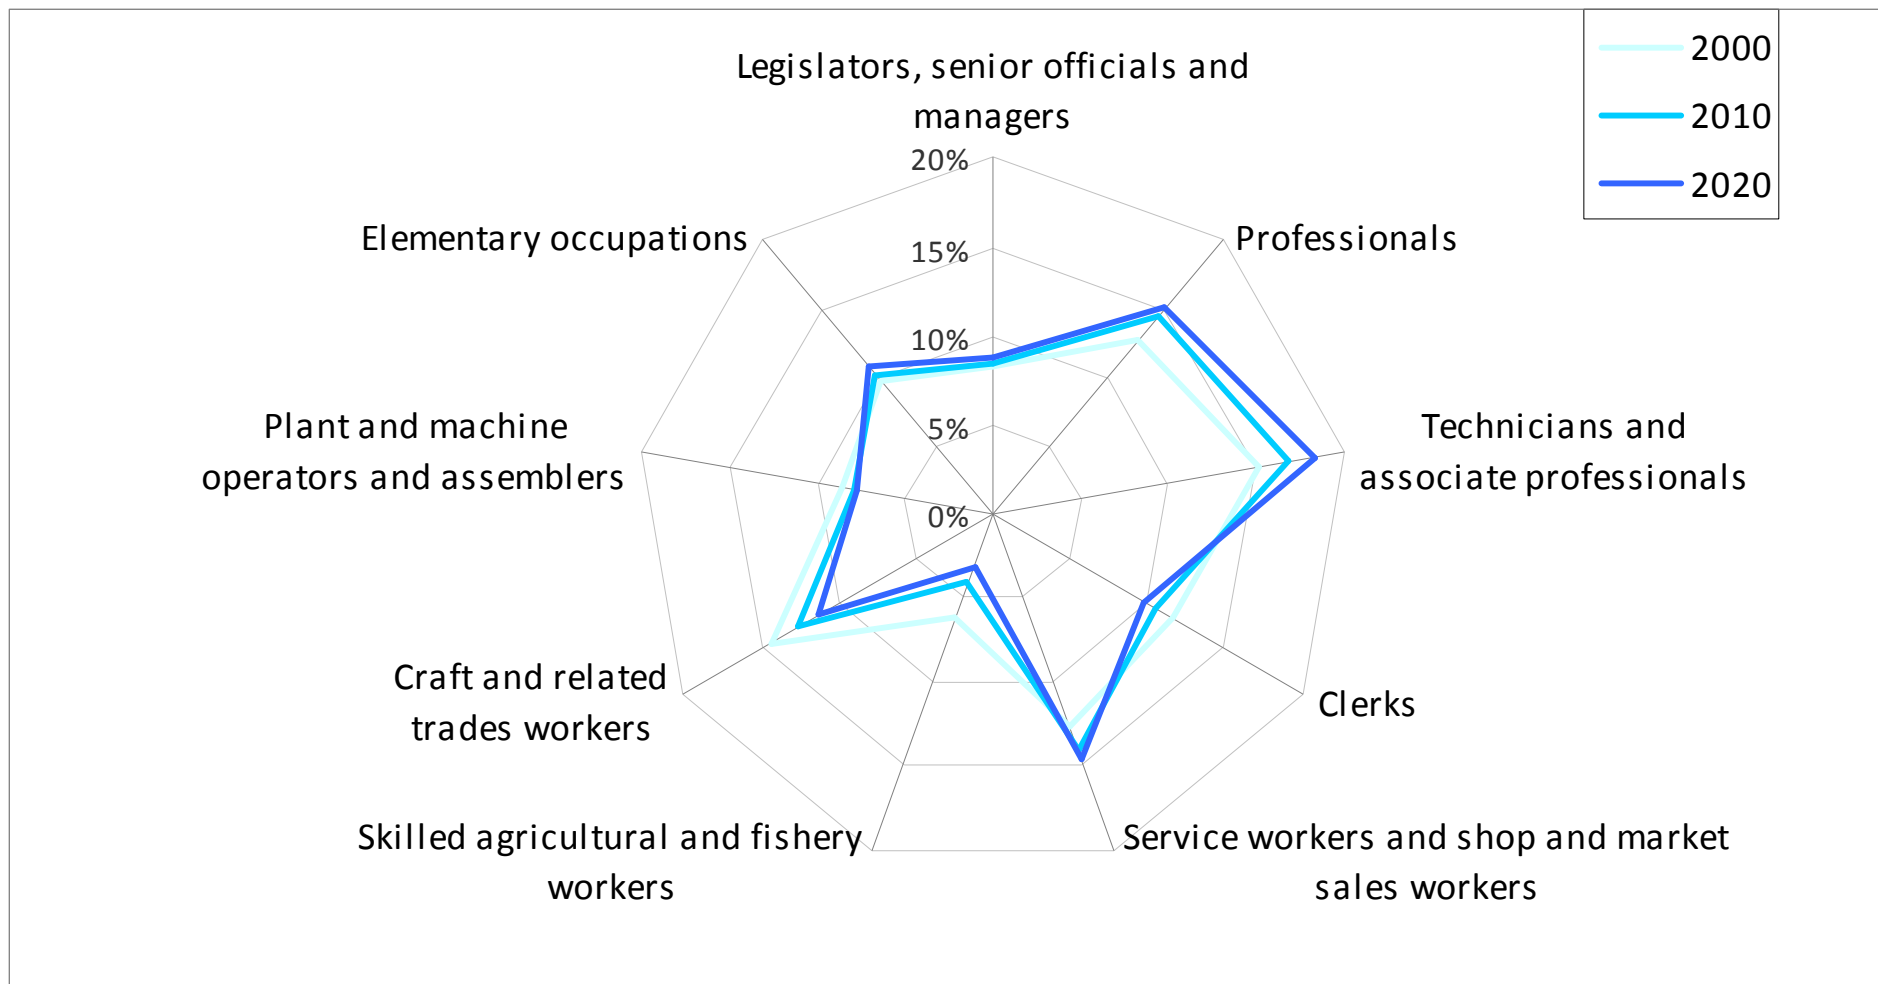 2000
2010
2020
Legislators, senior officials and
managers
20%
15%
10%
5%
0%
Professionals
Technicians and
associate professionals
Clerks
Service workers and shop and market
sales workers
Skilled agricultural and fishery
workers
Craft and related
trades workers
Plant and machine
operators and assemblers
Elementary occupations